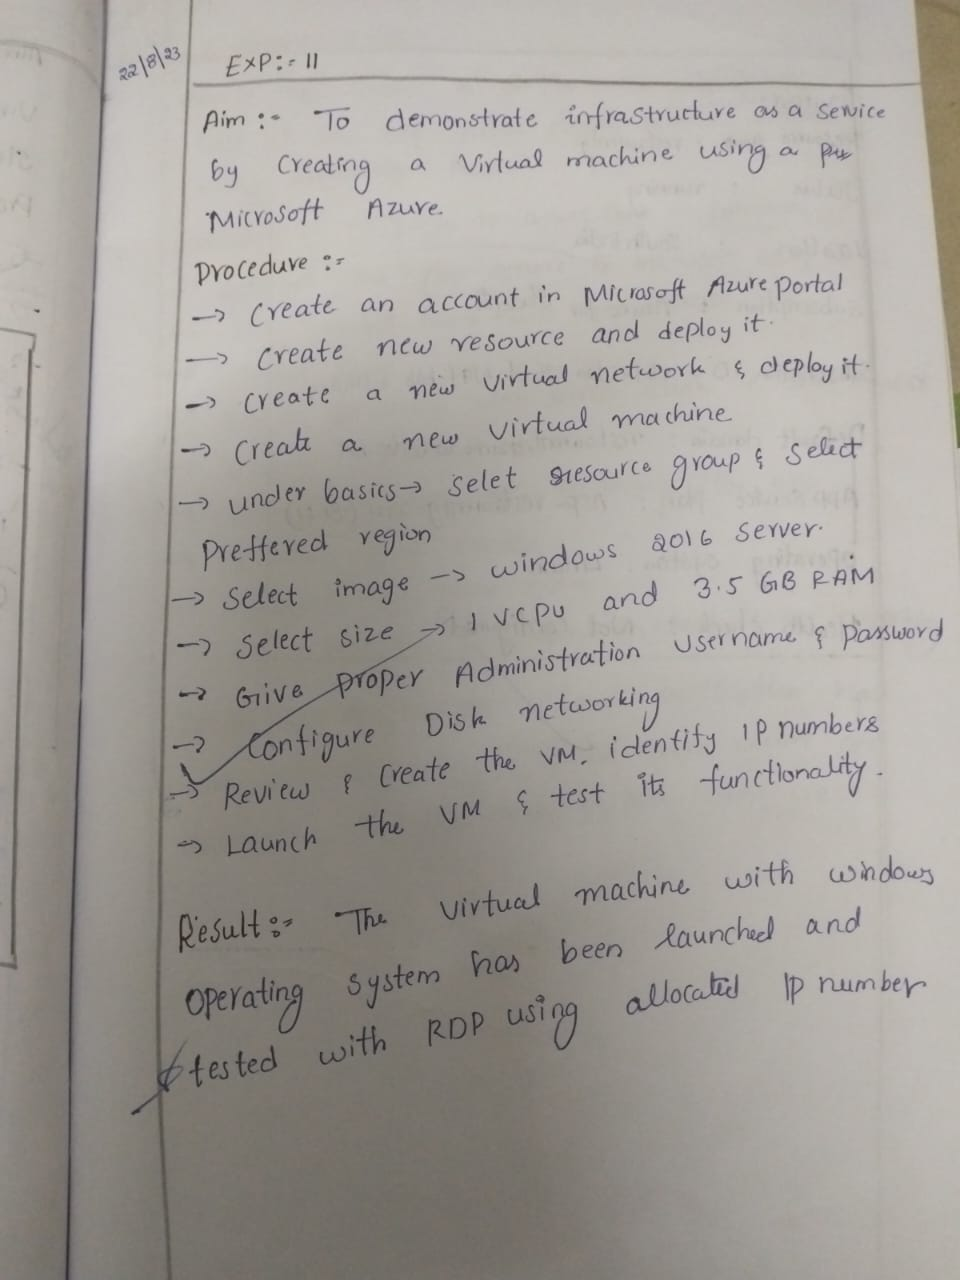 22/8/23
EXP:- 11
Aim :- To demonstrate infrastructure as a Service
by Creating a Virtual machine using a
Microsoft Azure.
Procedure :-
→ Create an account in Microsoft Azure Portal
→ Create new resource and deploy it.
→ Create a new virtual network & deploy it.
→ Create a new virtual machine
→ under basics → selet resource group & Select
Preffered region
→ Select image → windows 2016 Server.
→ Select size → 1 VCPU and 3.5 GB RAM
→ Give proper Administration Username & Password
→ Configure Disk networking
→ Review & Create the VM, identify IP numbers
→ Launch the VM & test its functionality.
Result :- The virtual machine with windows
Operating System has been launched and
tested with RDP using allocated IP number